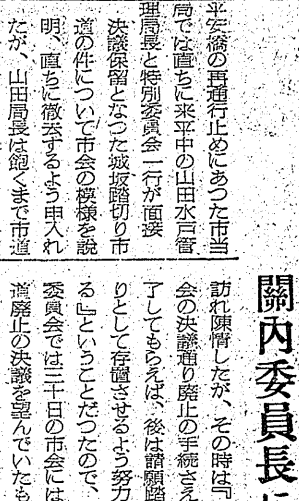 平安橋の再通行止めにあつた市当
局では直ちに来平中の山田水戸管
理局長と特別委員会一行が面接
決議保留となつた城坂踏切り市
道の件について市会の模様を説
明、直ちに撤去するよう申入れ
たが、山田局長は飽くまで市道
關内委員長
訪れ陳情したが、その時は『
会の決議通り廃止の手続さえ
了してもらえば、後は請願踏
りとして存置させるよう努力
る』ということだつたので、
委員会では三十日の市会には
道廃止の決議を望んでいたも